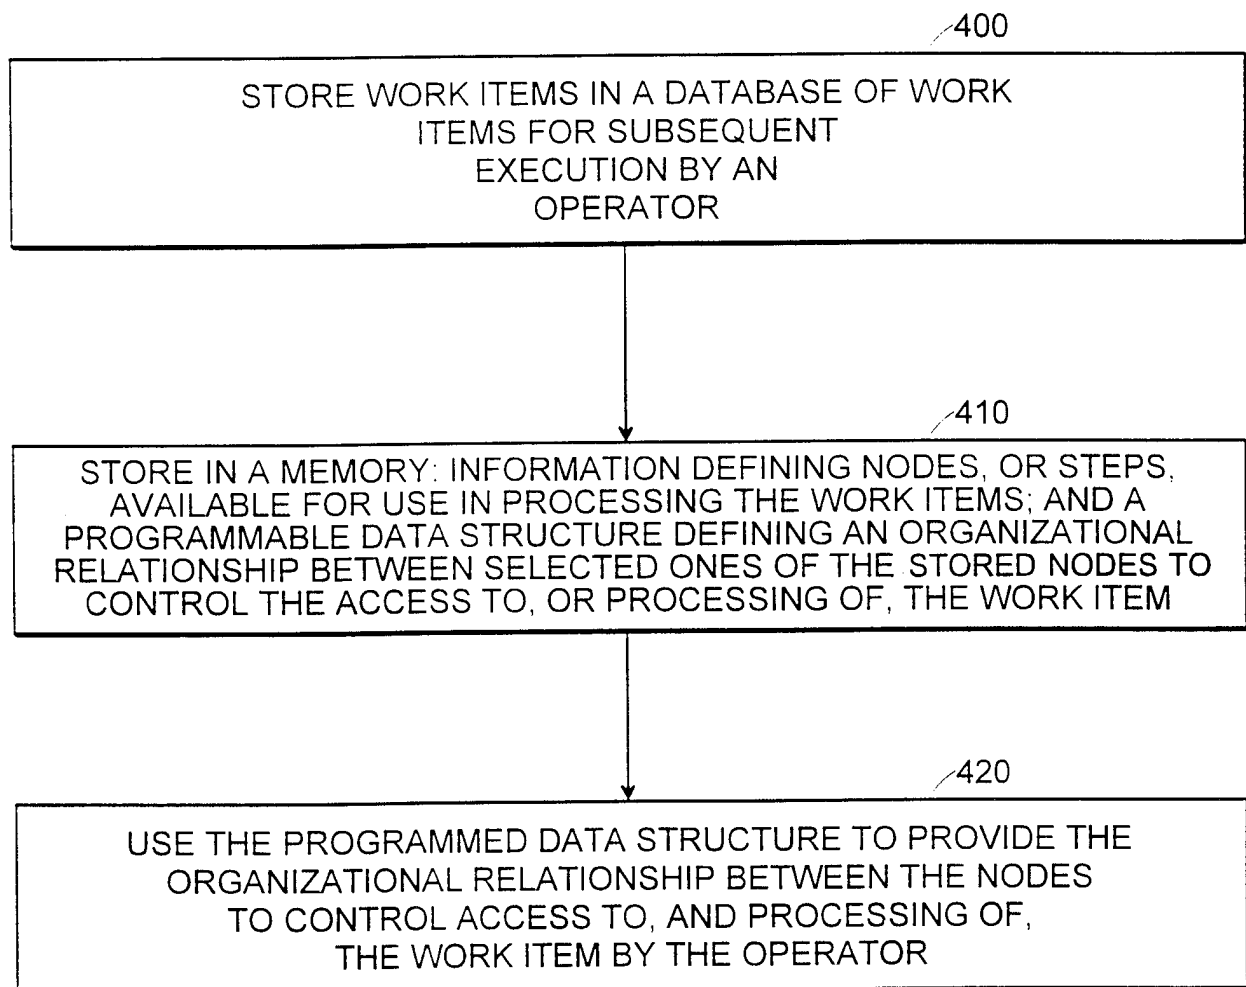 400
STORE WORK ITEMS IN A DATABASE OF WORK
ITEMS FOR SUBSEQUENT
EXECUTION BY AN
OPERATOR
410
STORE IN A MEMORY: INFORMATION DEFINING NODES, OR STEPS,
AVAILABLE FOR USE IN PROCESSING THE WORK ITEMS; AND A
PROGRAMMABLE DATA STRUCTURE DEFINING AN ORGANIZATIONAL
RELATIONSHIP BETWEEN SELECTED ONES OF THE STORED NODES TO
CONTROL THE ACCESS TO, OR PROCESSING OF, THE WORK ITEM
420
USE THE PROGRAMMED DATA STRUCTURE TO PROVIDE THE
ORGANIZATIONAL RELATIONSHIP BETWEEN THE NODES
TO CONTROL ACCESS TO, AND PROCESSING OF,
THE WORK ITEM BY THE OPERATOR